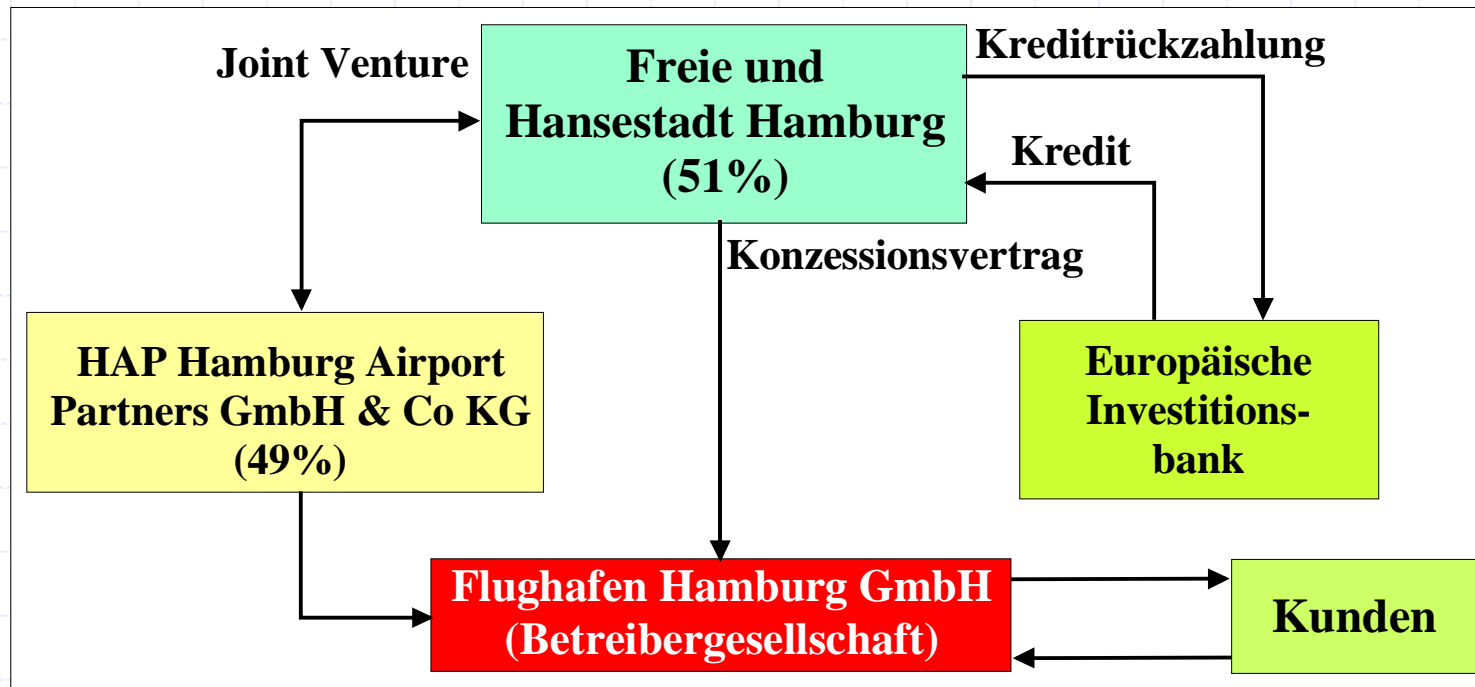 Joint Venture
Freie und
Hansestadt Hamburg
(51%)
Kreditrückzahlung
Kredit
Konzessionsvertrag
HAP Hamburg Airport
Partners GmbH & Co KG
(49%)
Europäische
Investitions-
bank
Flughafen Hamburg GmbH
(Betreibergesellschaft)
Kunden